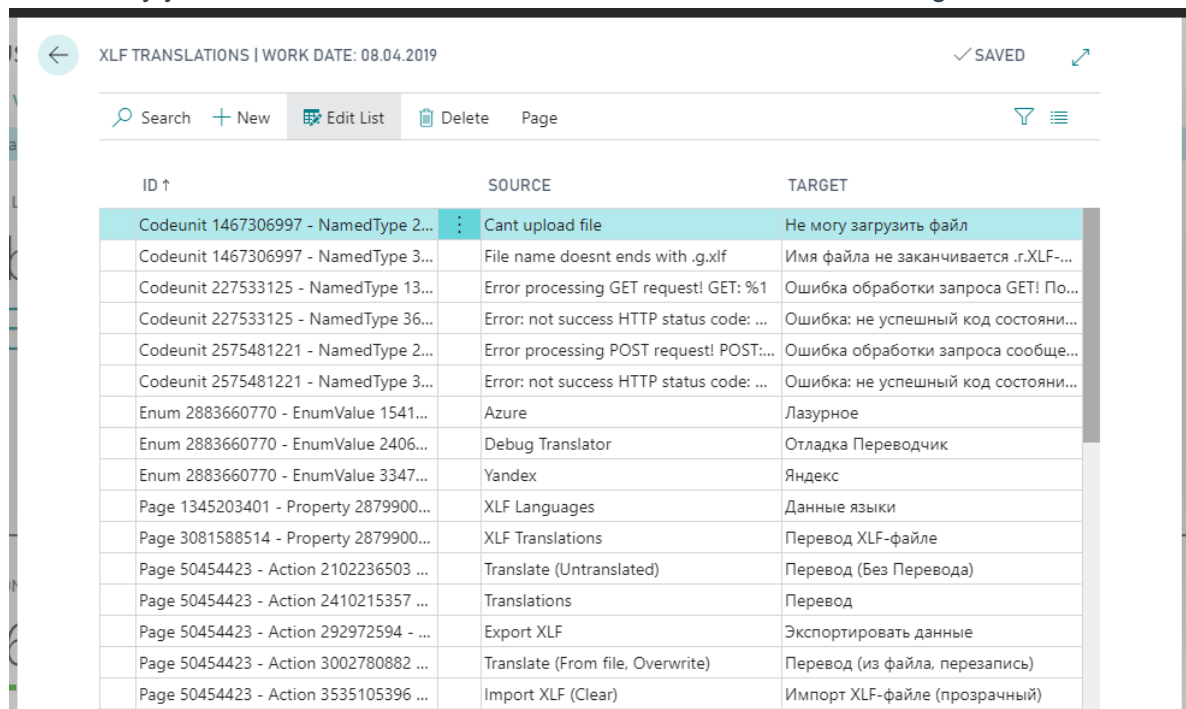 XLF TRANSLATIONS | WORK DATE: 08.04.2019
SAVED
Search New Edit List Delete Page
ID ↑ SOURCE TARGET
Codeunit 1467306997 - NamedType 2... Cant upload file Не могу загрузить файл
Codeunit 1467306997 - NamedType 3... File name doesnt ends with .g.xlf Имя файла не заканчивается .г.XLF-...
Codeunit 227533125 - NamedType 13... Error processing GET request! GET: %1 Ошибка обработки запроса GET! По...
Codeunit 227533125 - NamedType 36... Error: not success HTTP status code: ... Ошибка: не успешный код состояни...
Codeunit 2575481221 - NamedType 2... Error processing POST request! POST:... Ошибка обработки запроса сообще...
Codeunit 2575481221 - NamedType 3... Error: not success HTTP status code: ... Ошибка: не успешный код состояни...
Enum 2883660770 - EnumValue 1541... Azure Лазурное
Enum 2883660770 - EnumValue 2406... Debug Translator Отладка Переводчик
Enum 2883660770 - EnumValue 3347... Yandex Яндекс
Page 1345203401 - Property 2879900... XLF Languages Данные языки
Page 3081588514 - Property 2879900... XLF Translations Перевод XLF-файле
Page 50454423 - Action 2102236503 ... Translate (Untranslated) Перевод (Без Перевода)
Page 50454423 - Action 2410215357 ... Translations Перевод
Page 50454423 - Action 292972594 - ... Export XLF Экспортировать данные
Page 50454423 - Action 3002780882 ... Translate (From file, Overwrite) Перевод (из файла, перезапись)
Page 50454423 - Action 3535105396 ... Import XLF (Clear) Импорт XLF-файле (прозрачный)